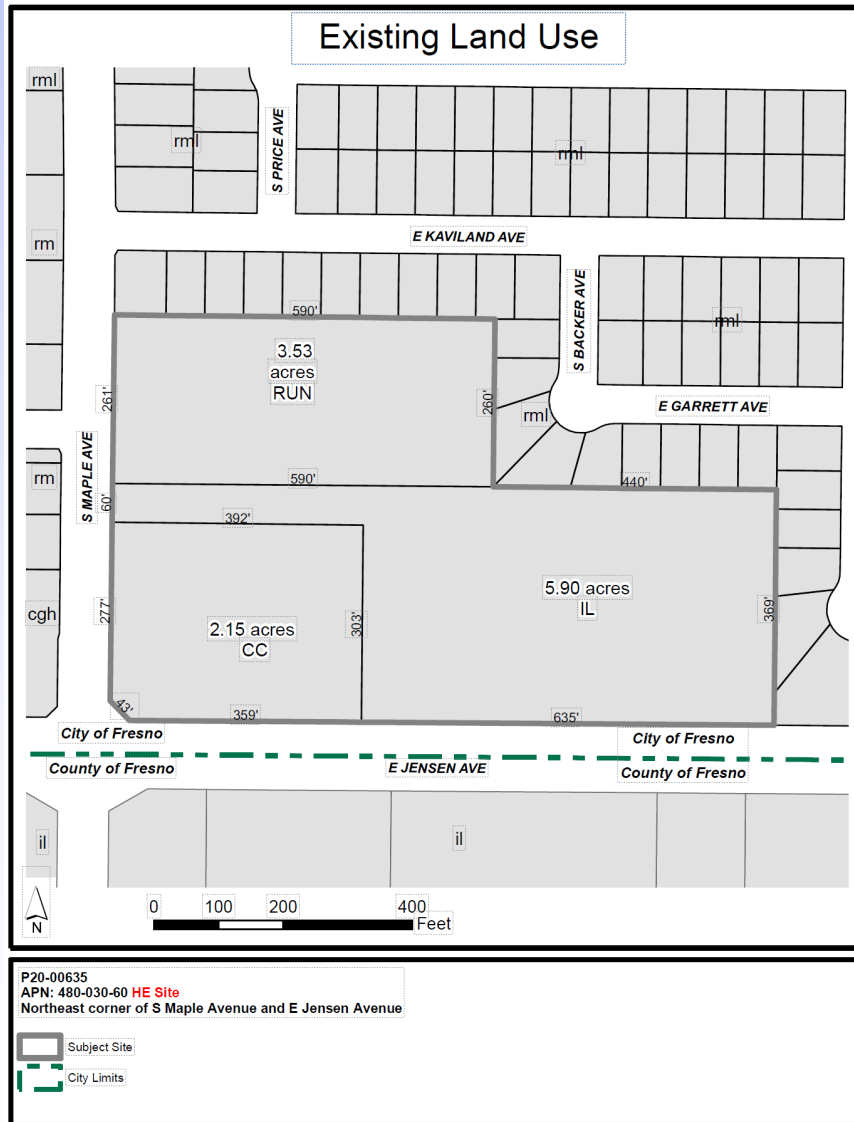 Existing Land Use
rml
rml
S PRICE AVE
rml
rm
E KAVILAND AVE
S BACKER AVE
rml
590'
3.53
acres
RUN
261'
260'
rml
E GARRETT AVE
S MAPLE AVE
rm
590'
440'
60'
392'
5.90 acres
IL
cgh
277'
2.15 acres
CC
303'
369'
43'
359'
635'
City of Fresno
City of Fresno
County of Fresno
E JENSEN AVE
County of Fresno
il
il
N
0 100 200 400
Feet
P20-00635
APN: 480-030-60 HE Site
Northeast corner of S Maple Avenue and E Jensen Avenue
Subject Site
City Limits